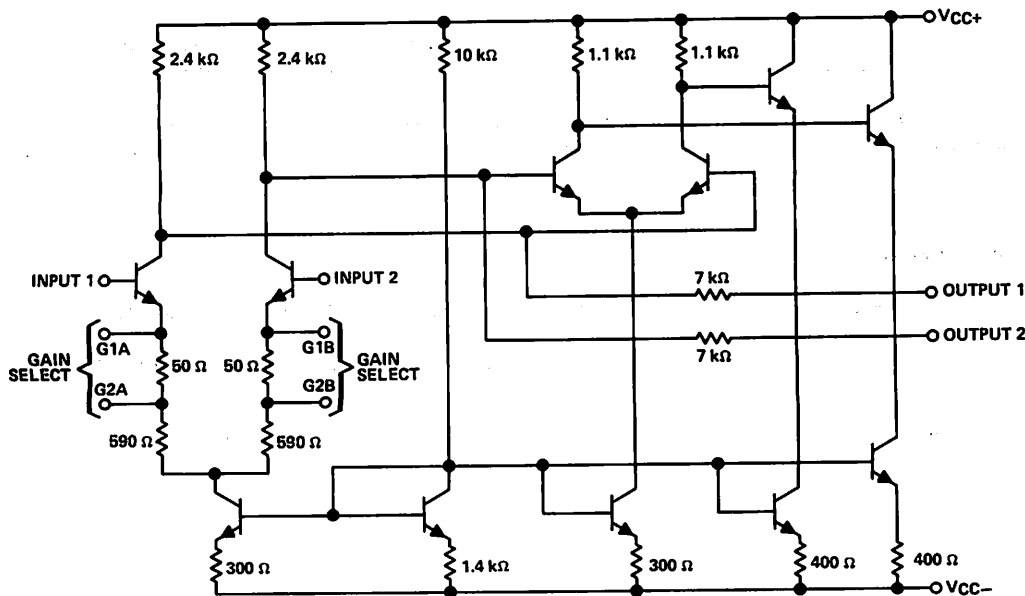 VCC+
2.4 kΩ
2.4 kΩ
10 kΩ
1.1 kΩ
1.1 kΩ
INPUT 1
INPUT 2
7 kΩ
OUTPUT 1
OUTPUT 2
7 kΩ
G1A
G1B
GAIN
SELECT
50 Ω
50 Ω
GAIN
SELECT
G2A
G2B
590 Ω
590 Ω
300 Ω
1.4 kΩ
300 Ω
400 Ω
400 Ω
VCC–